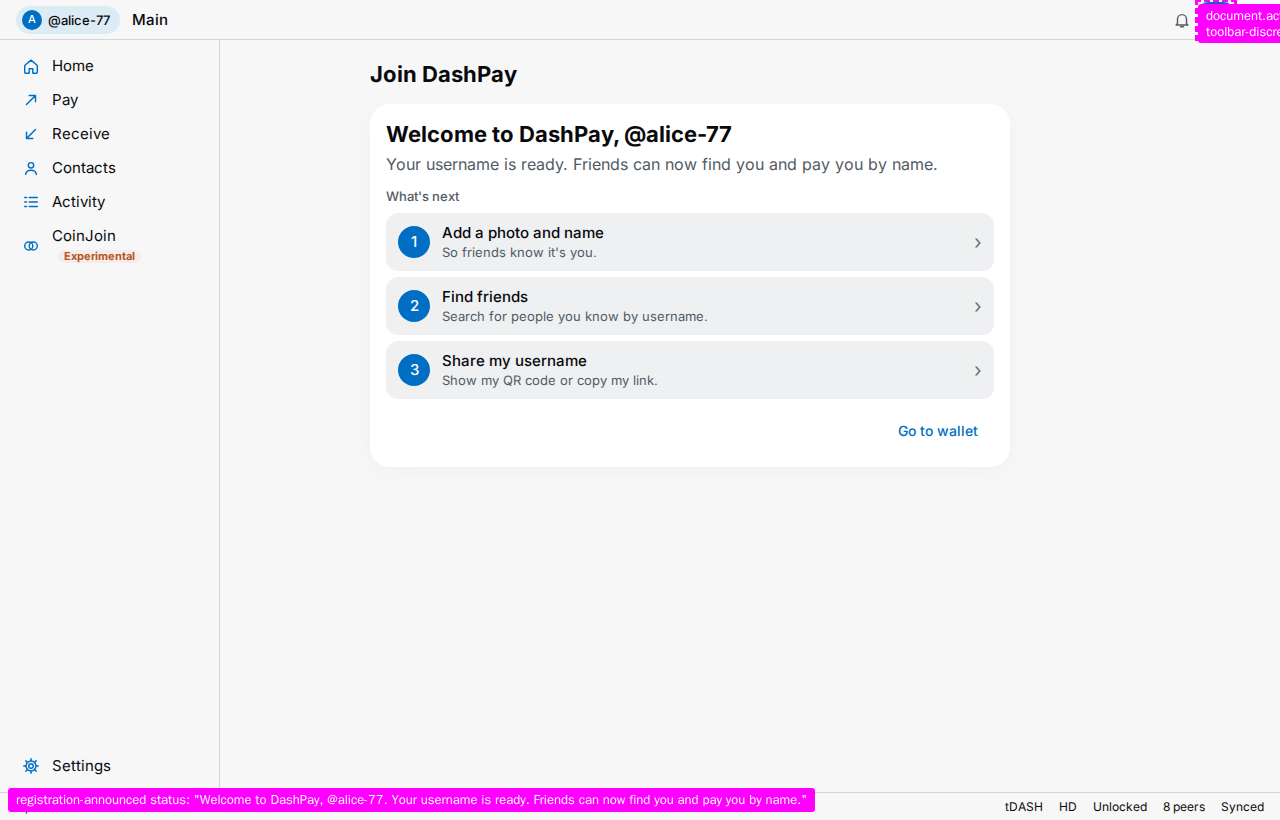 A @alice-77 Main
document.ac
toolbar-discre
Home
Pay
Receive
Contacts
Activity
CoinJoin
Experimental
Settings
Join DashPay
Welcome to DashPay, @alice-77
Your username is ready. Friends can now find you and pay you by name.
What's next
1 Add a photo and name
So friends know it's you.
2 Find friends
Search for people you know by username.
3 Share my username
Show my QR code or copy my link.
Go to wallet
registration-announced status: "Welcome to DashPay, @alice-77. Your username is ready. Friends can now find you and pay you by name."
tDASH HD Unlocked 8 peers Synced